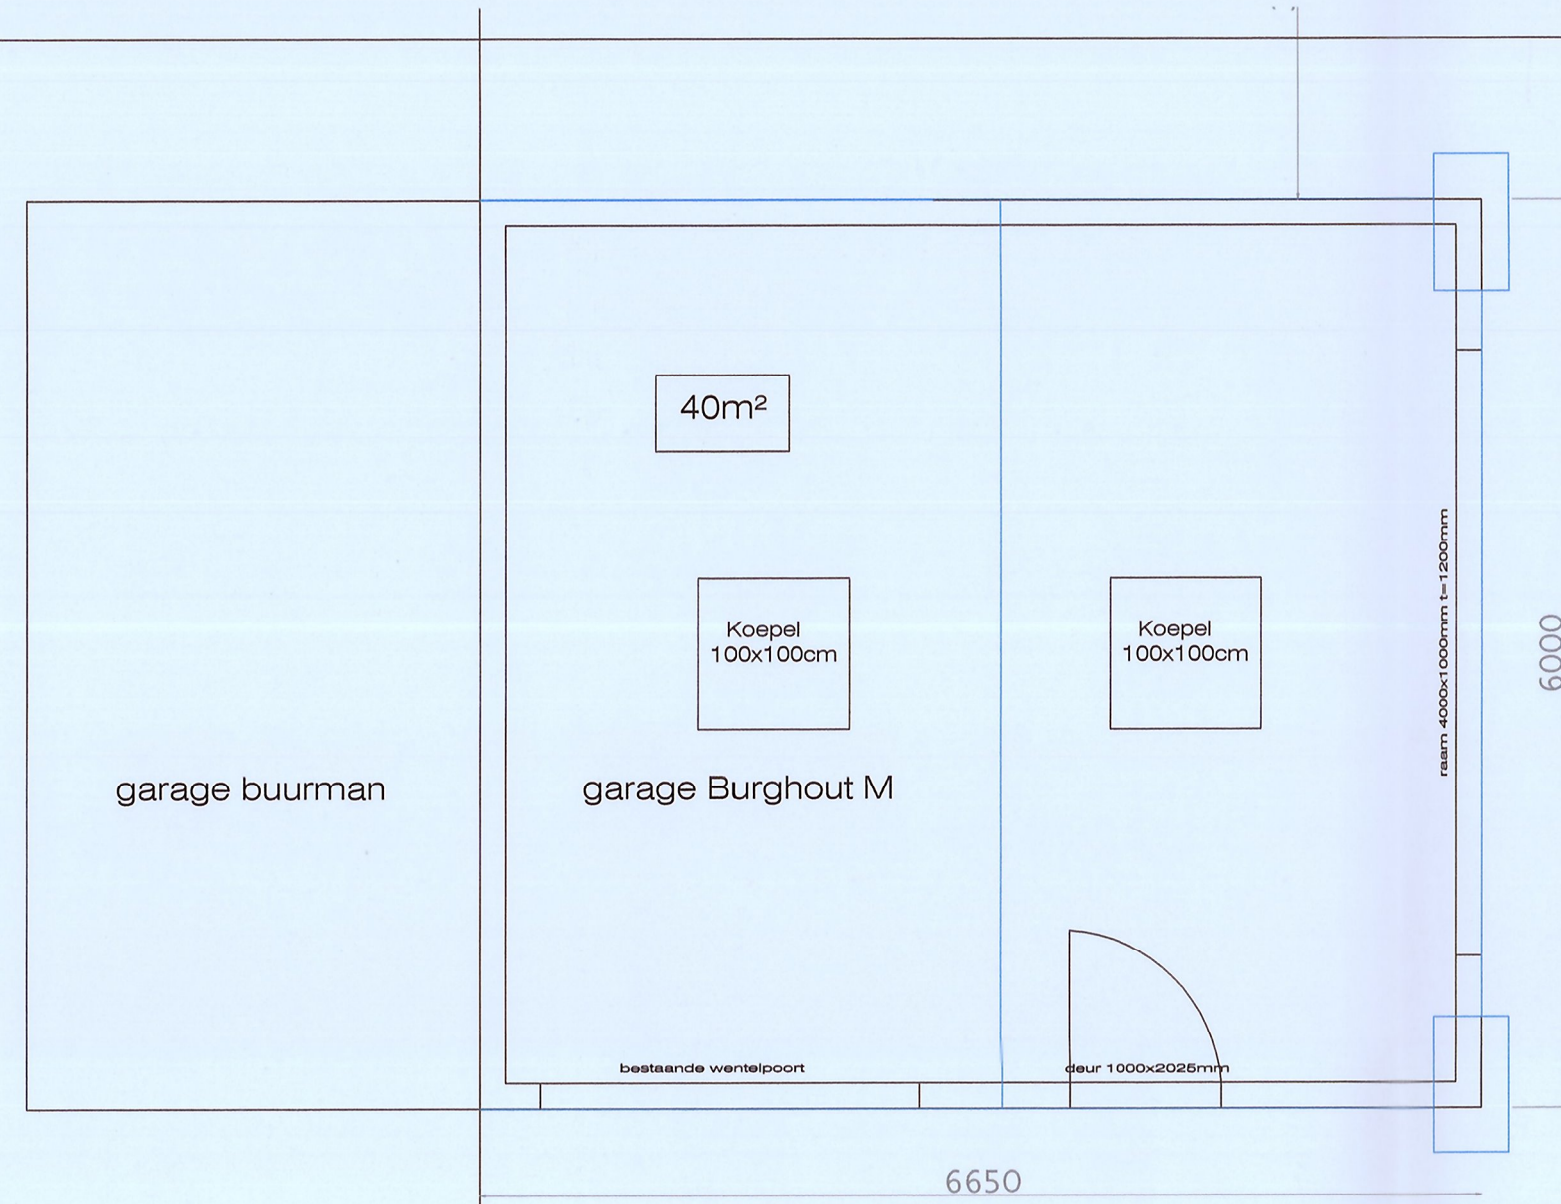 40m²
Koepel
100x100cm
Koepel
100x100cm
raam 4000x1000mm t=1200mm
6000
garage buurman
garage Burghout M
bestaande wentelpoort
deur 1000x2025mm
6650